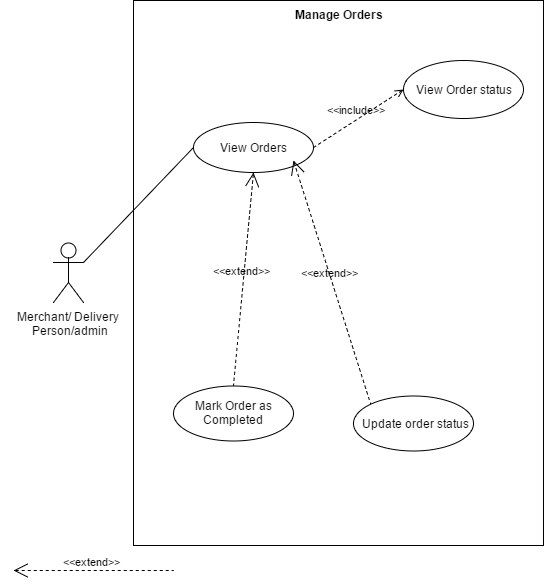 Manage Orders
View Order status
<<include>>
View Orders
<<extend>>
<<extend>>
Merchant/ Delivery
Person/admin
Mark Order as
Completed
Update order status
<<extend>>